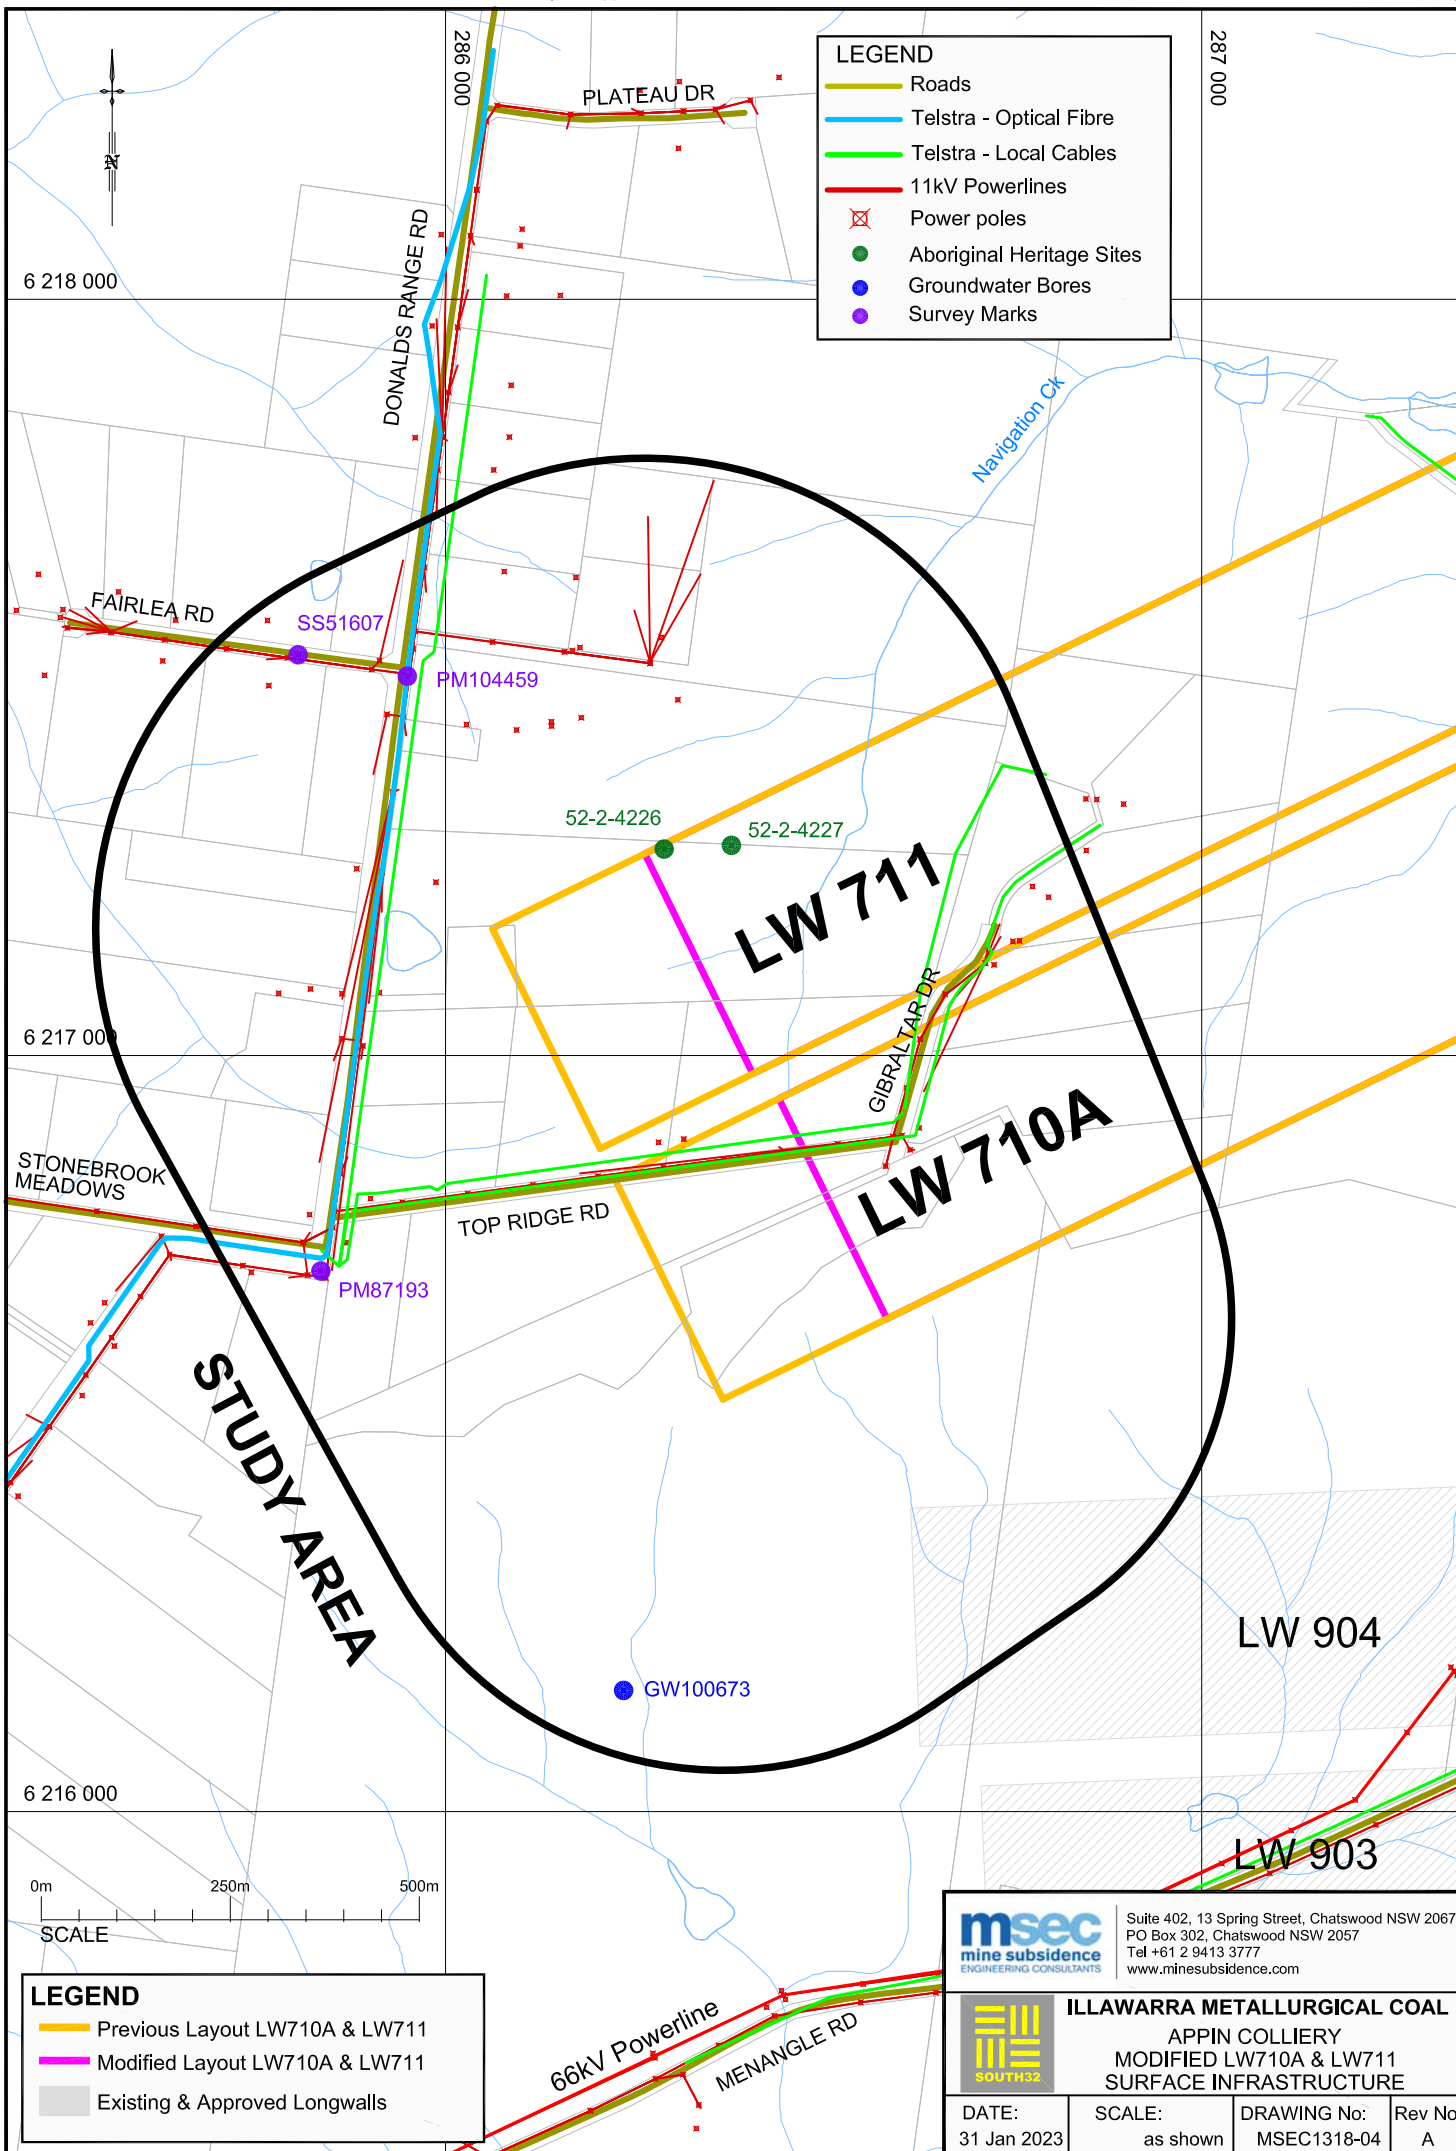 286 000
287 000
LEGEND
Roads
Telstra - Optical Fibre
Telstra - Local Cables
11kV Powerlines
Power poles
Aboriginal Heritage Sites
Groundwater Bores
Survey Marks
N
PLATEAU DR
DONALDS RANGE RD
6 218 000
Navigation Ck
FAIRLEA RD
SS51607
PM104459
52-2-4226
52-2-4227
LW 711
GIBRALTAR DR
6 217 000
LW 710A
STONEBROOK
MEADOWS
TOP RIDGE RD
PM87193
STUDY AREA
LW 904
GW100673
6 216 000
LW 903
0m
250m
500m
SCALE
LEGEND
Previous Layout LW710A & LW711
Modified Layout LW710A & LW711
Existing & Approved Longwalls
66kV Powerline
MENANGLE RD
msec
mine subsidence
ENGINEERING CONSULTANTS
Suite 402, 13 Spring Street, Chatswood NSW 2067
PO Box 302, Chatswood NSW 2057
Tel +61 2 9413 3777
www.minesubsidence.com
SOUTH32
ILLAWARRA METALLURGICAL COAL
APPIN COLLIERY
MODIFIED LW710A & LW711
SURFACE INFRASTRUCTURE
DATE:
31 Jan 2023
SCALE:
as shown
DRAWING No:
MSEC1318-04
Rev No
A